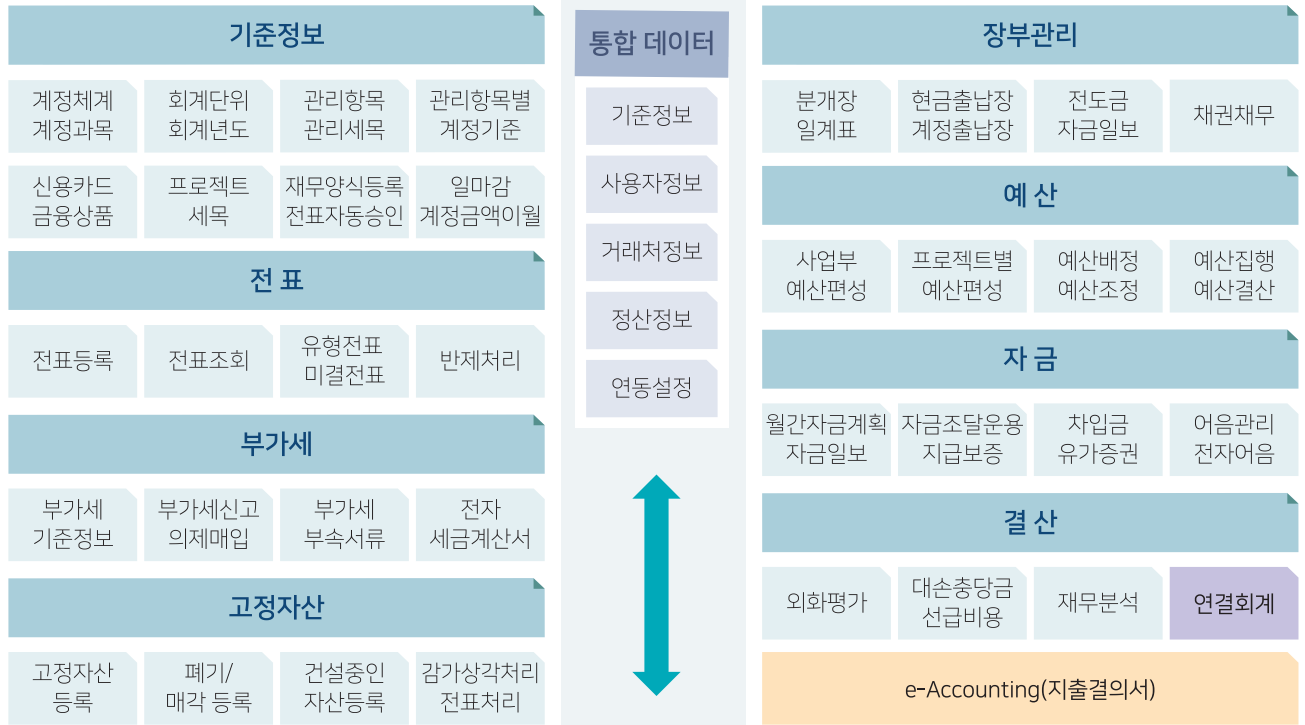 기준정보
계정체계
계정과목
회계단위
회계년도
관리항목
관리세목
관리항목별
계정기준
신용카드
금융상품
프로젝트
세목
재무양식등록
전표자동승인
일마감
계정금액이월
전 표
전표등록
전표조회
유형전표
미결전표
반제처리
부가세
부가세
기준정보
부가세신고
의제매입
부가세
부속서류
전자
세금계산서
고정자산
고정자산
등록
폐기/
매각 등록
건설중인
자산등록
감가상각처리
전표처리
통합 데이터
기준정보
사용자정보
거래처정보
정산정보
연동설정
장부관리
분개장
일계표
현금출납장
계정출납장
전도금
자금일보
채권채무
예 산
사업부
예산편성
프로젝트별
예산편성
예산배정
예산조정
예산집행
예산결산
자 금
월간자금계획
자금일보
자금조달운용
지급보증
차입금
유가증권
어음관리
전자어음
결 산
외화평가
대손충당금
선급비용
재무분석
연결회계
e-Accounting(지출결의서)